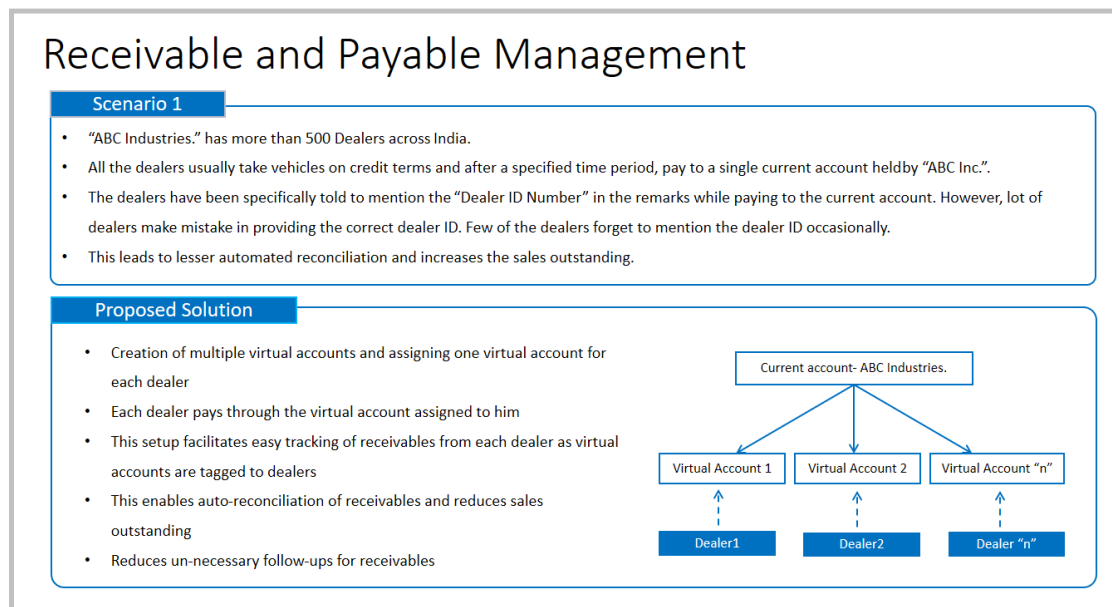 Receivable and Payable Management
Scenario 1
• “ABC Industries.” has more than 500 Dealers across India.
• All the dealers usually take vehicles on credit terms and after a specified time period, pay to a single current account heldby “ABC Inc.”.
• The dealers have been specifically told to mention the “Dealer ID Number” in the remarks while paying to the current account. However, lot of
dealers make mistake in providing the correct dealer ID. Few of the dealers forget to mention the dealer ID occasionally.
• This leads to lesser automated reconciliation and increases the sales outstanding.
Proposed Solution
• Creation of multiple virtual accounts and assigning one virtual account for
each dealer
• Each dealer pays through the virtual account assigned to him
• This setup facilitates easy tracking of receivables from each dealer as virtual
accounts are tagged to dealers
• This enables auto-reconciliation of receivables and reduces sales
outstanding
• Reduces un-necessary follow-ups for receivables
Current account- ABC Industries.
Virtual Account 1
Virtual Account 2
Virtual Account “n”
Dealer1
Dealer2
Dealer “n”